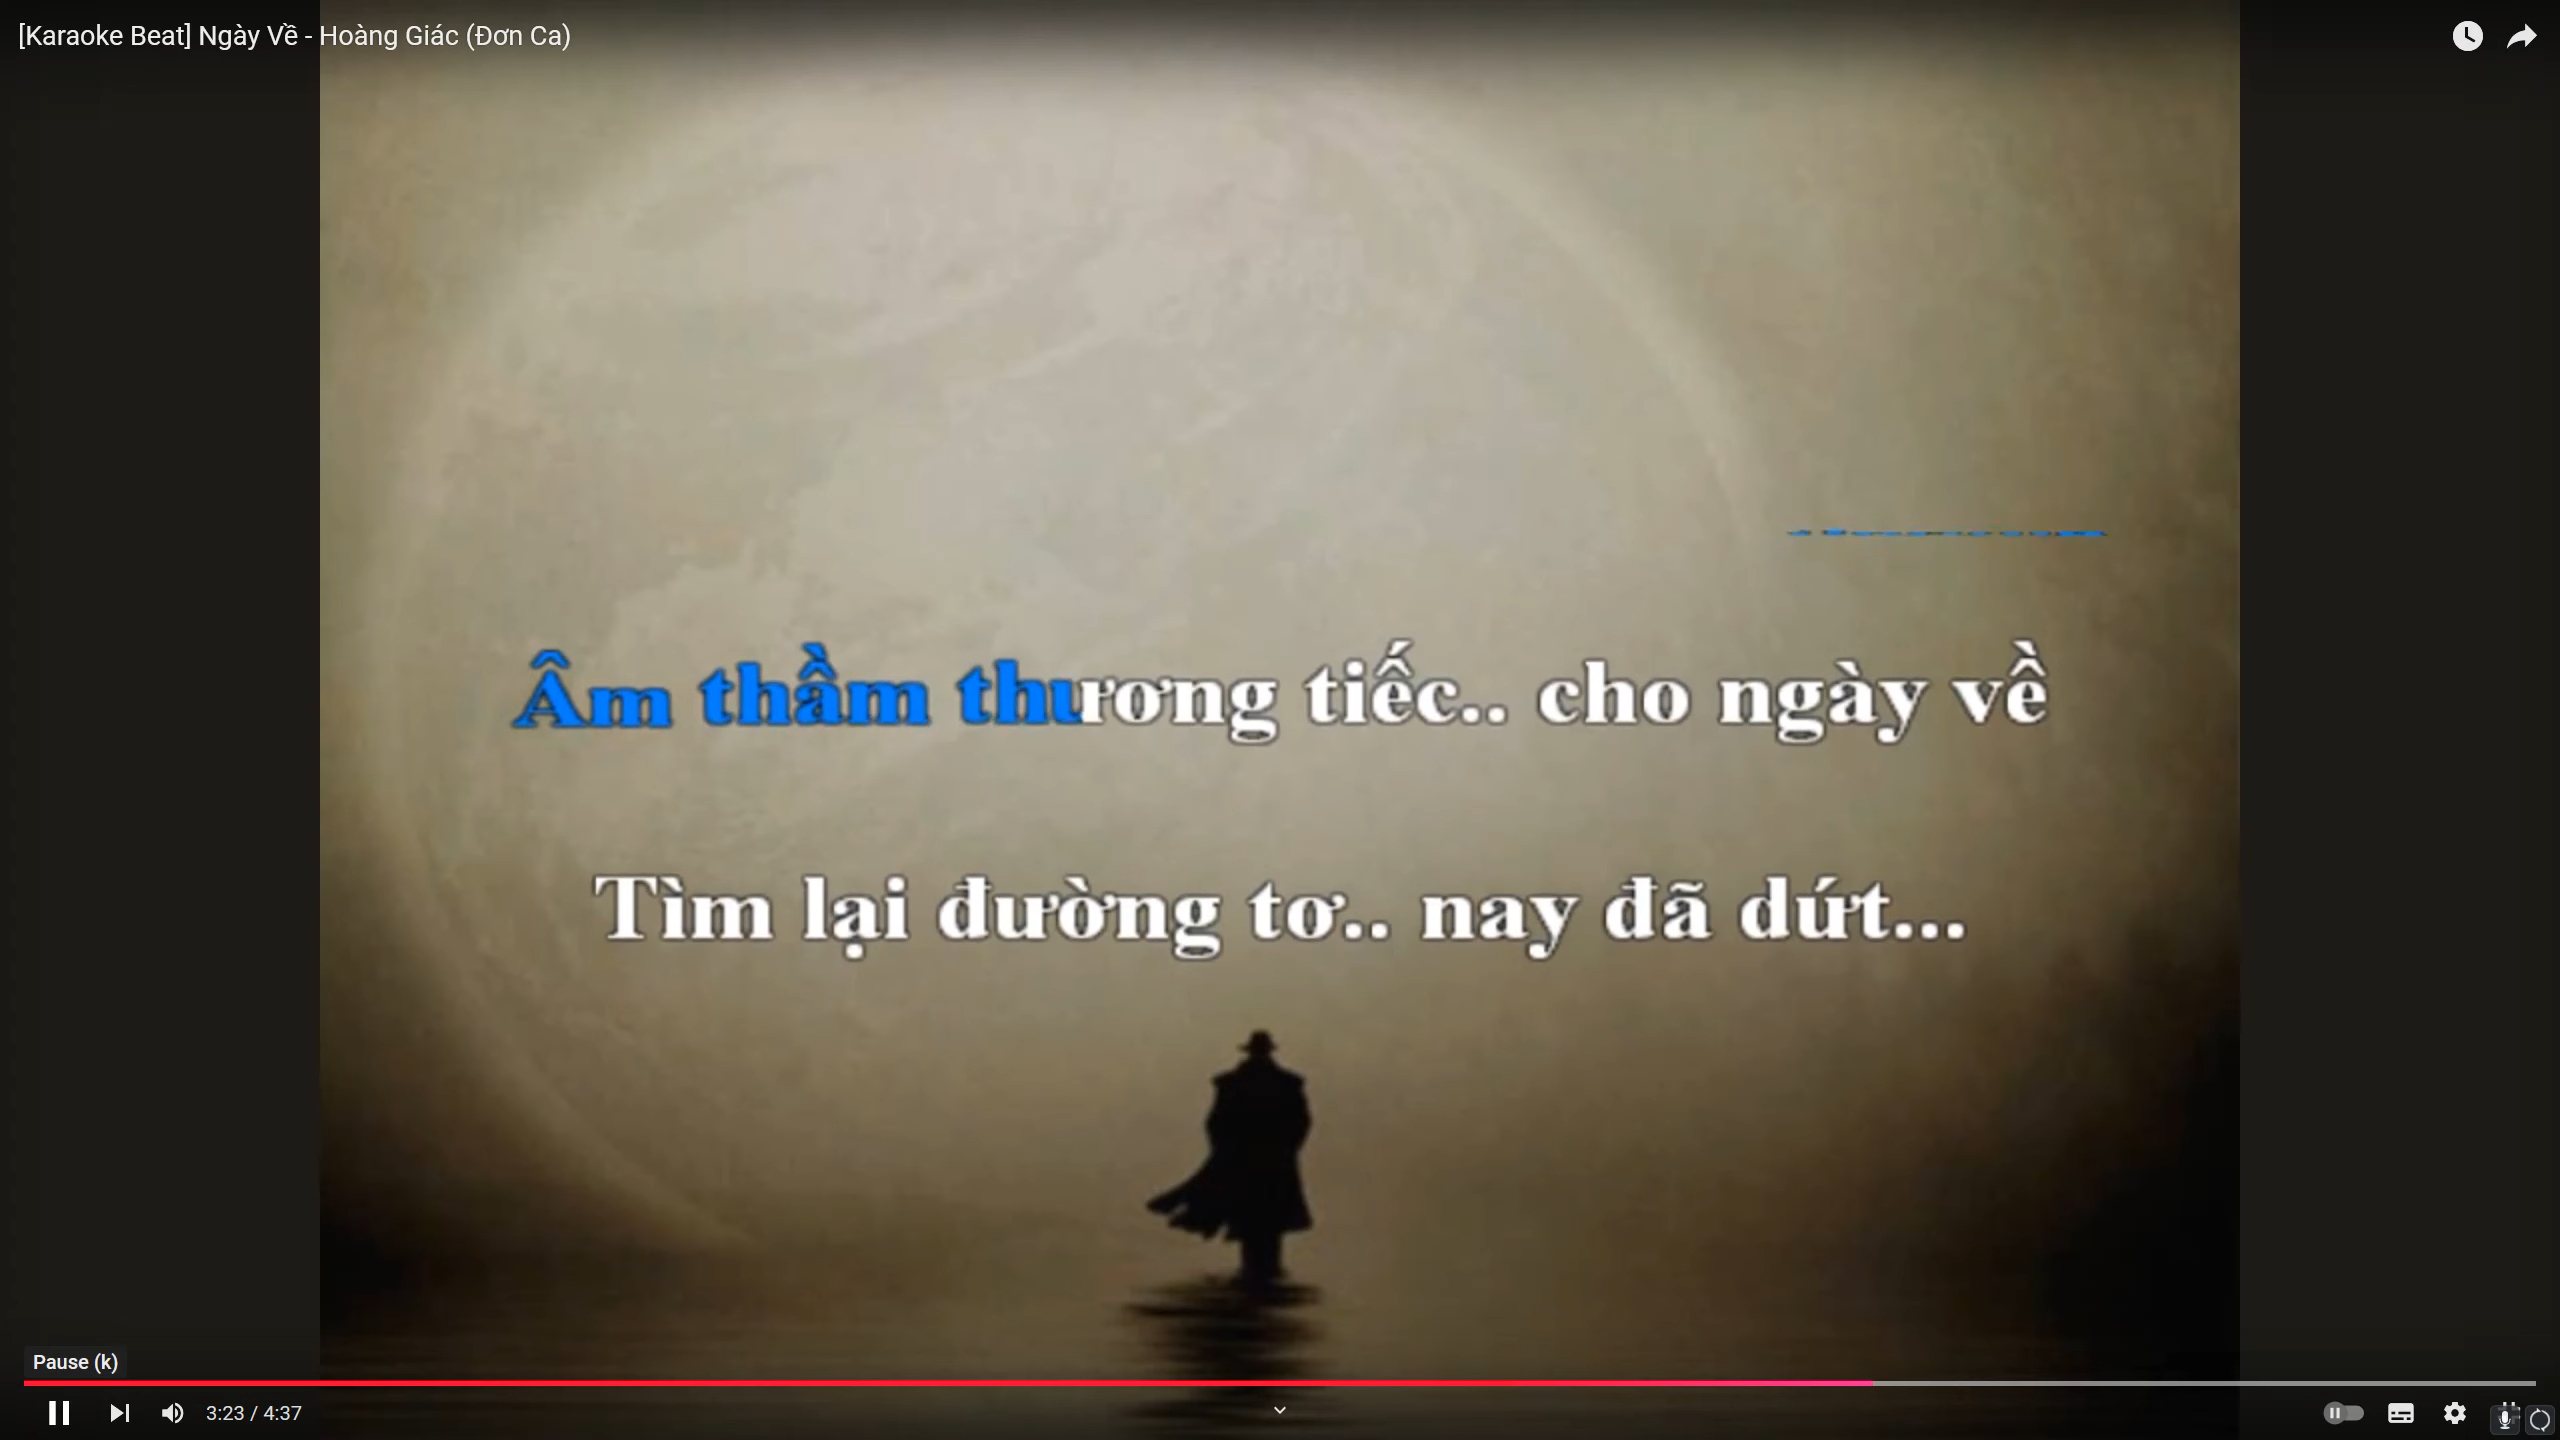 [Karaoke Beat] Ngày Về - Hoàng Giác (Đơn Ca)
Âm thầm thương tiếc.. cho ngày về
Tìm lại đường tơ.. nay đã dứt...
Pause (k)
3:23 / 4:37